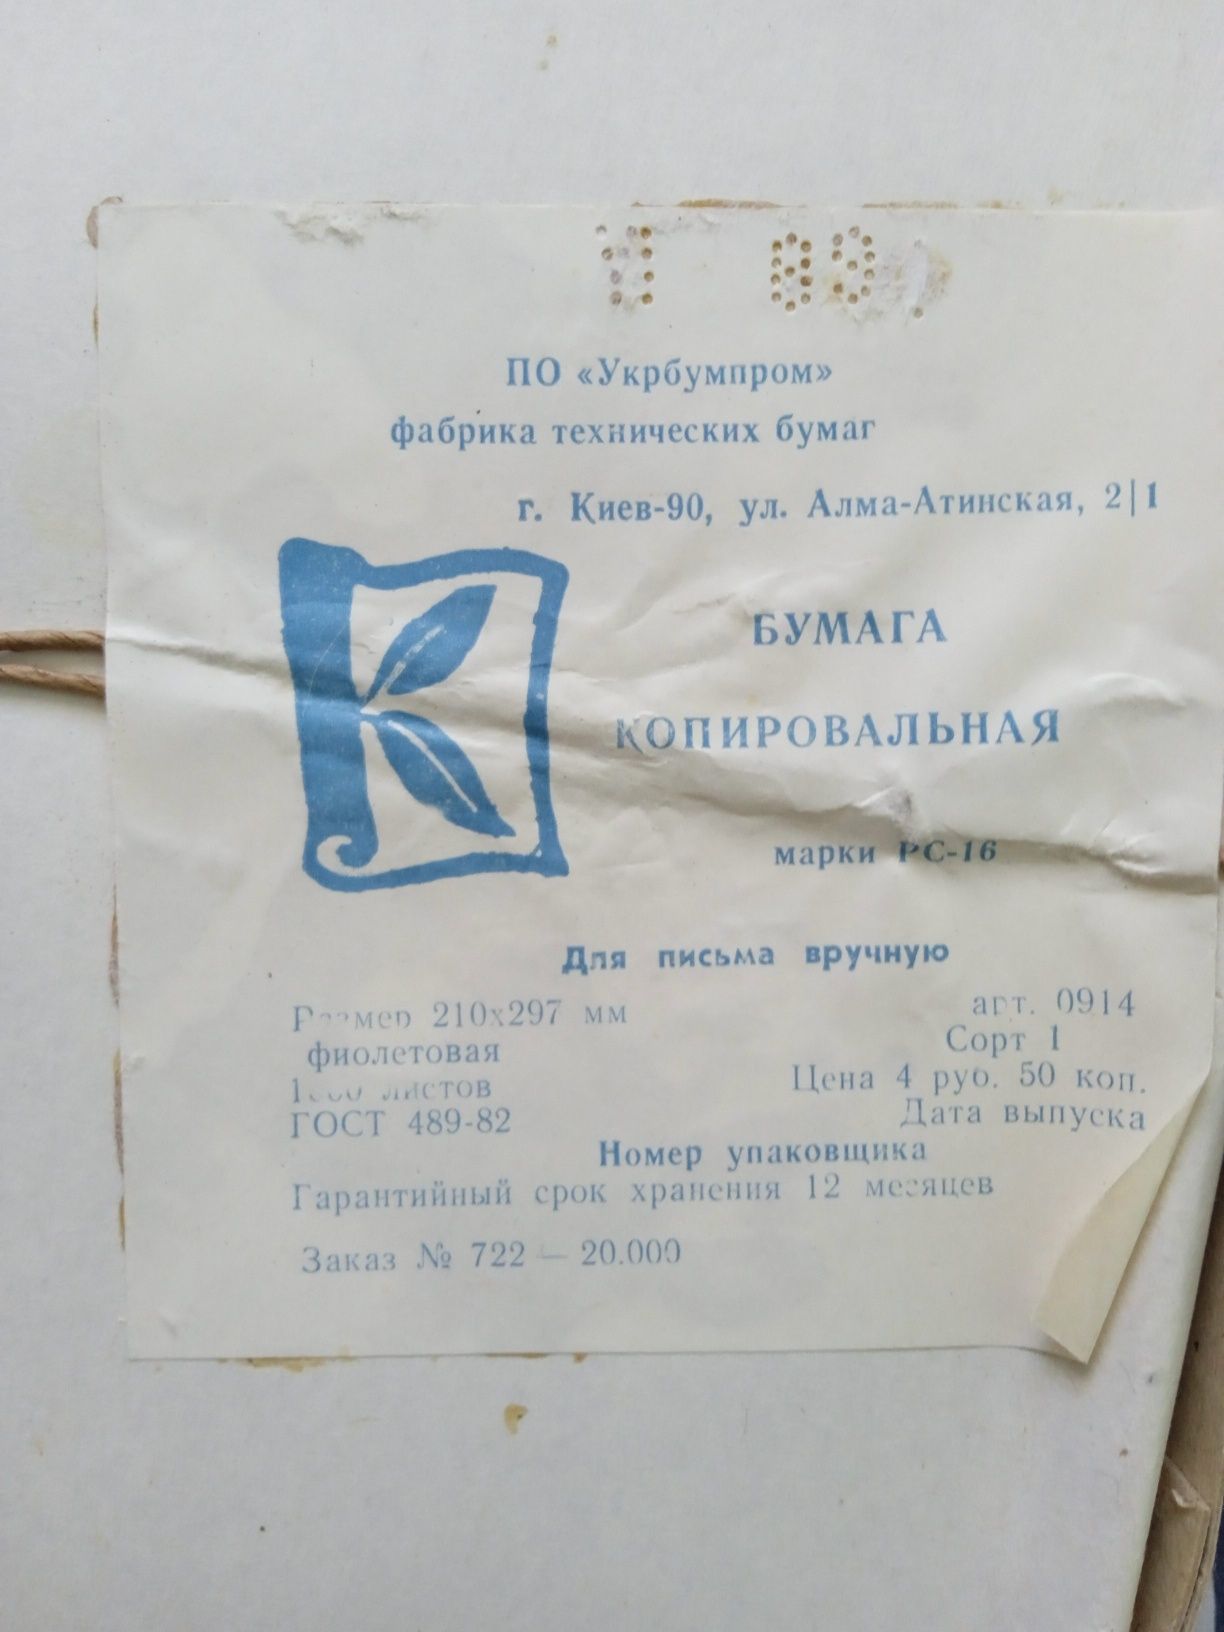 89
ПО «Укрбумпром»
фабрика технических бумаг
г. Киев-90, ул. Алма-Атинская, 2|1
К
БУМАГА
КОПИРОВАЛЬНАЯ
марки РС-16
Для письма вручную
Размер 210х297 мм арт. 0914
фиолетовая Сорт 1
листов Цена 4 руб. 50 коп.
ГОСТ 489-82 Дата выпуска
Номер упаковщика
Гарантийный срок хранения 12 месяцев
Заказ № 722 — 20.000